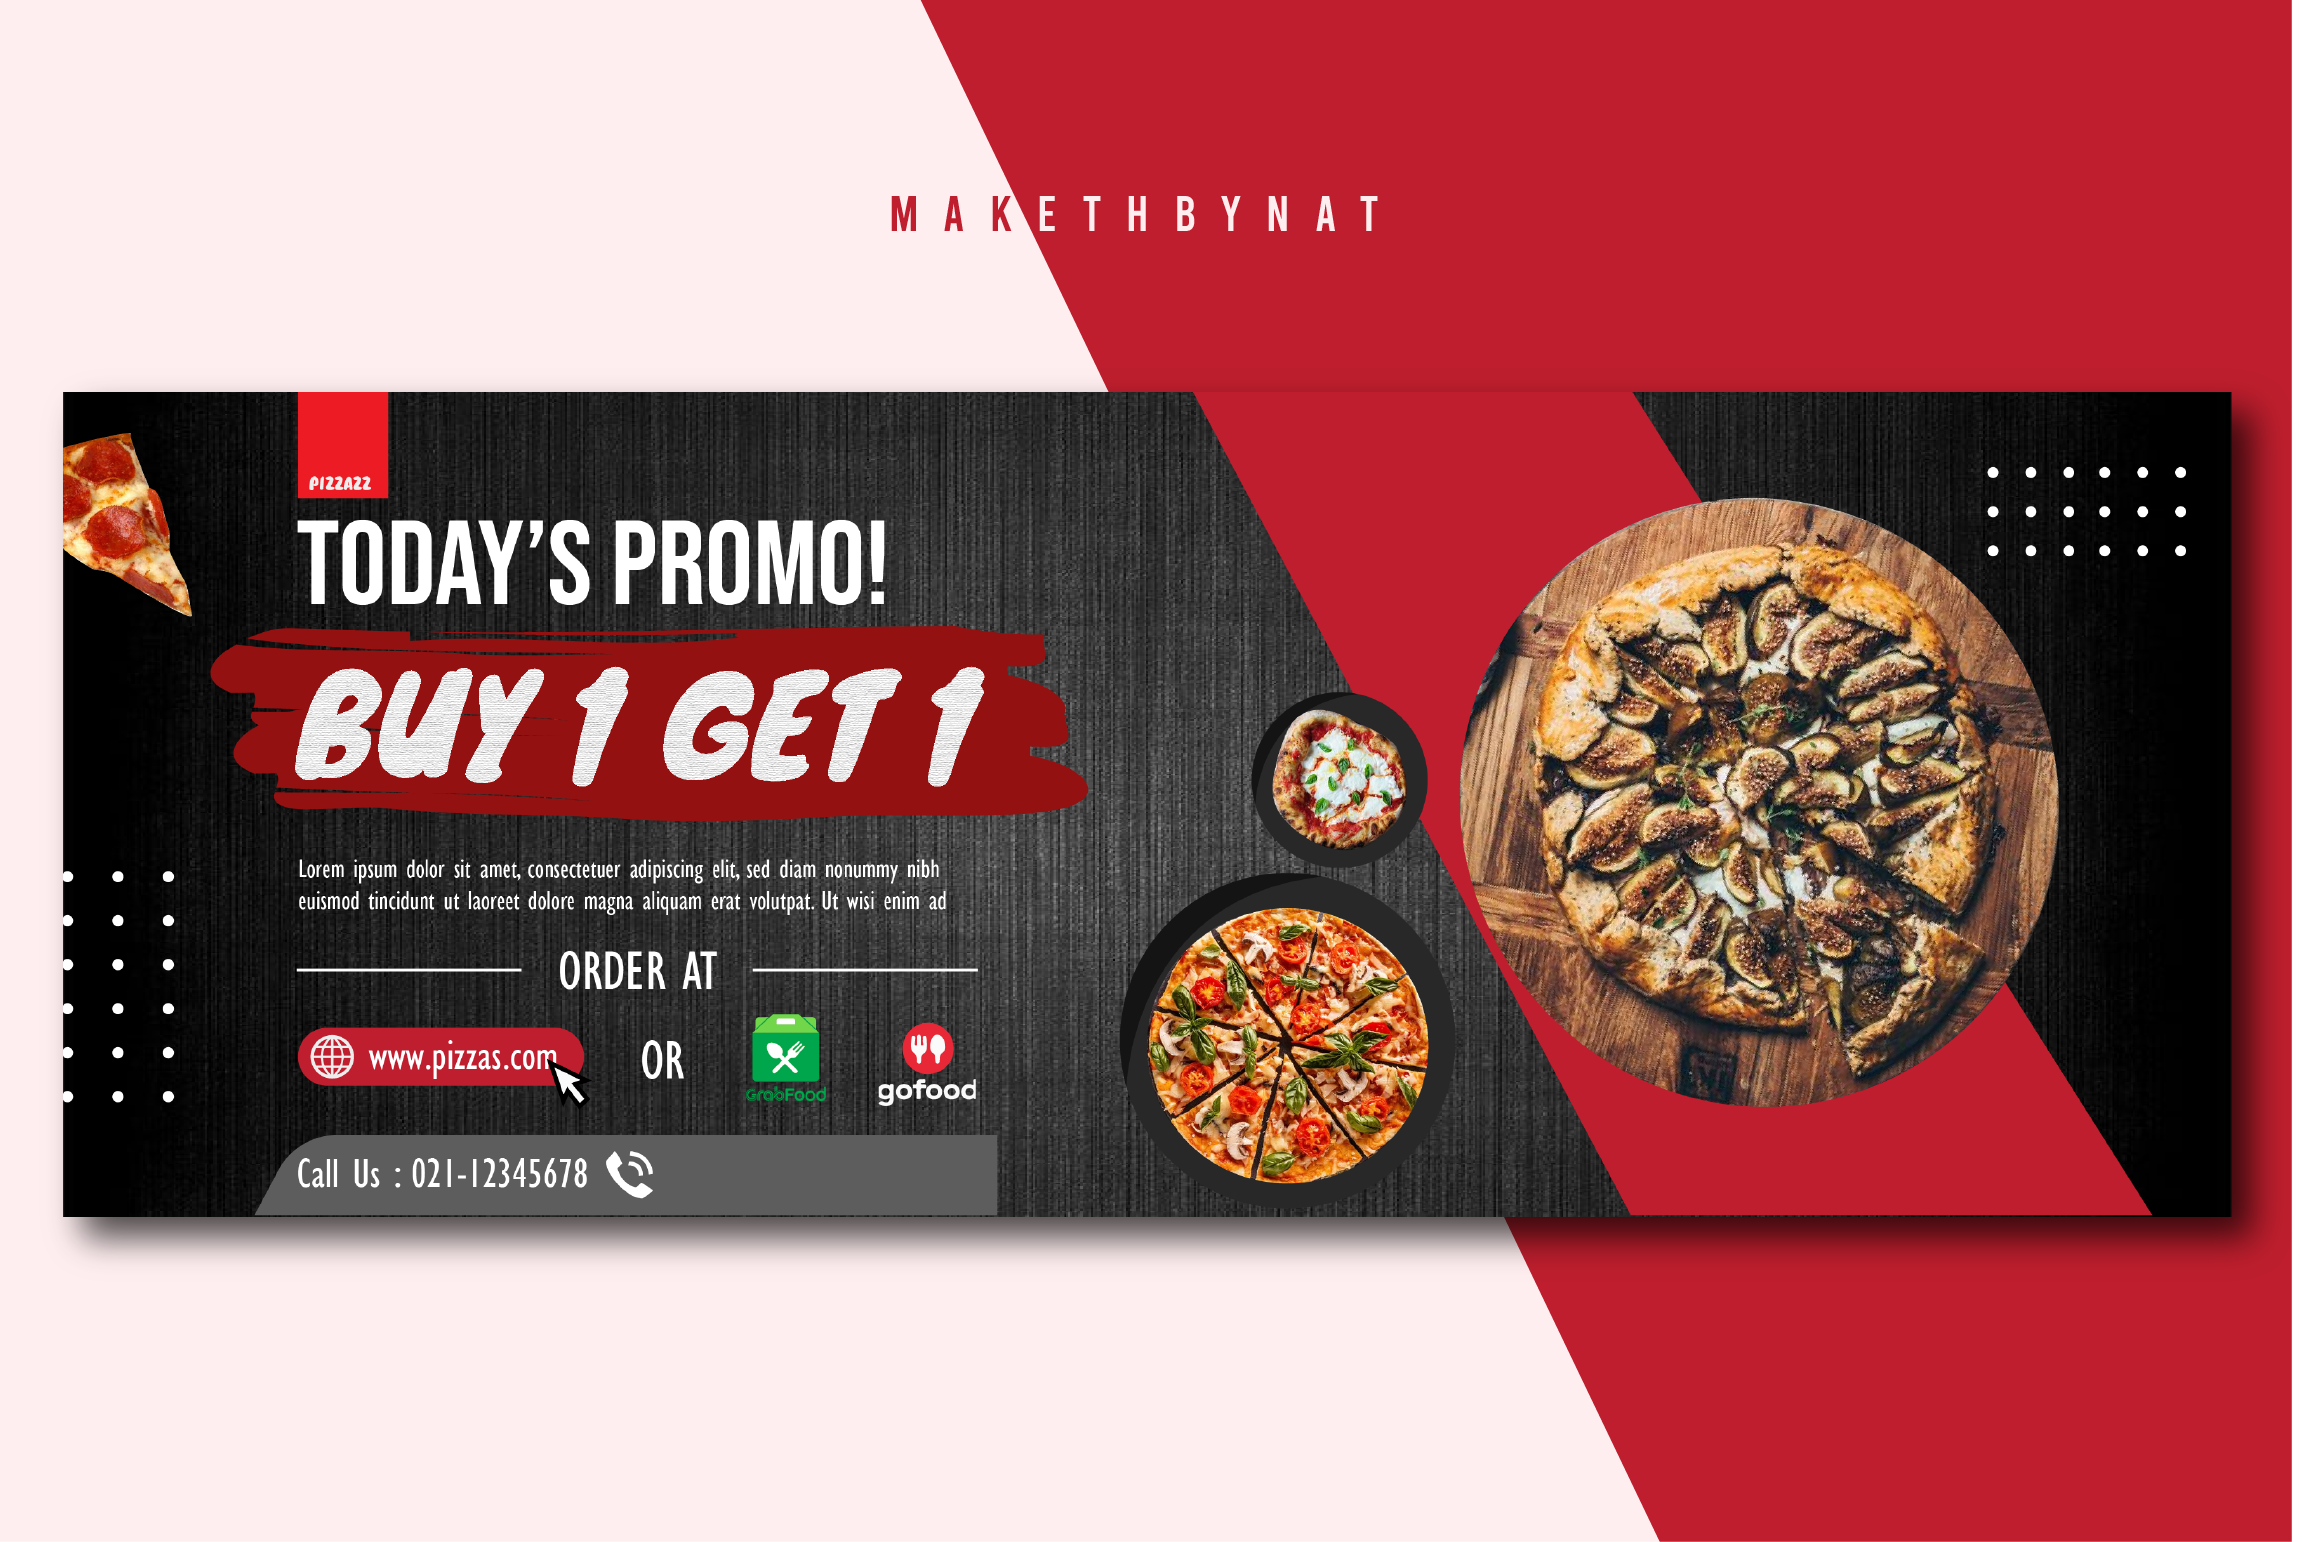 MAKETHBYNAT
PIZZAZZ
TODAY'S PROMO!
BUY 1 GET 1
Lorem ipsum dolor sit amet, consectetuer adipiscing elit, sed diam nonummy nibh
euismod tincidunt ut laoreet dolore magna aliquam erat volutpat. Ut wisi enim ad
ORDER AT
www.pizzas.com
OR
GrabFood
gofood
Call Us : 021-12345678